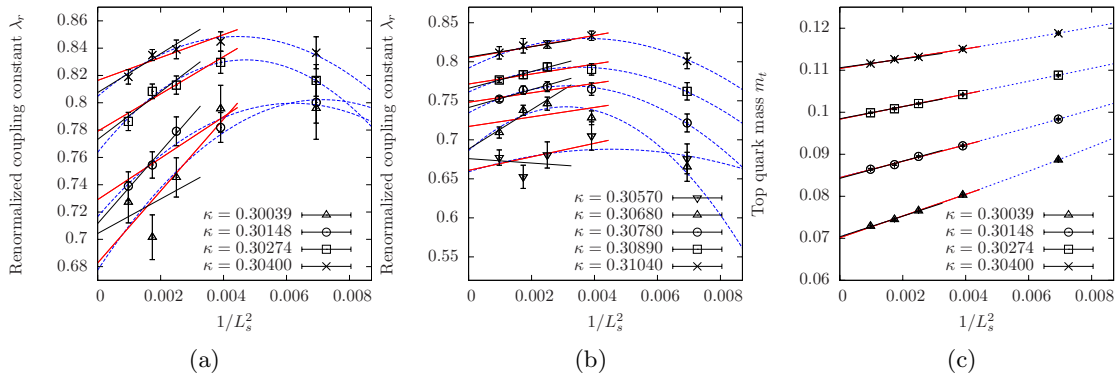 Renormalized coupling constant λ_r
0.86
0.84
0.82
0.8
0.78
0.76
0.74
0.72
0.7
0.68
κ = 0.30039
κ = 0.30148
κ = 0.30274
κ = 0.30400
0 0.002 0.004 0.006 0.008
1/L_s^2
(a)
Renormalized coupling constant λ_r
0.85
0.8
0.75
0.7
0.65
0.6
0.55
κ = 0.30570
κ = 0.30680
κ = 0.30780
κ = 0.30890
κ = 0.31040
0 0.002 0.004 0.006 0.008
1/L_s^2
(b)
Top quark mass m_t
0.12
0.11
0.1
0.09
0.08
0.07
0.06
κ = 0.30039
κ = 0.30148
κ = 0.30274
κ = 0.30400
0 0.002 0.004 0.006 0.008
1/L_s^2
(c)